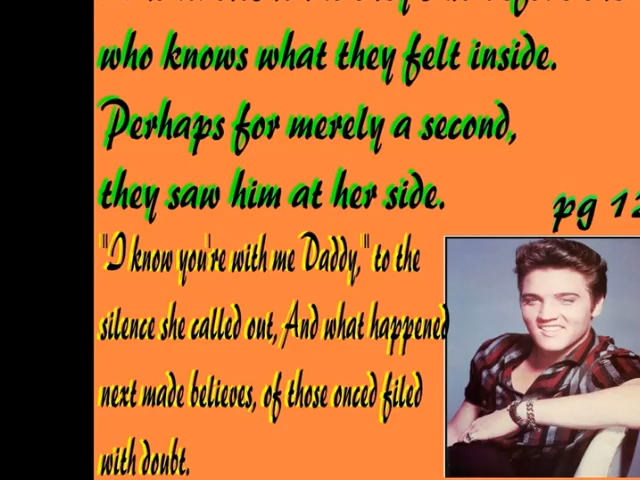 who knows what they felt inside.
Perhaps for merely a second,
they saw him at her side.
pg 12
"I know you're with me Daddy," to the
silence she called out, And what happened
next made believes, of those onced filed
with doubt.